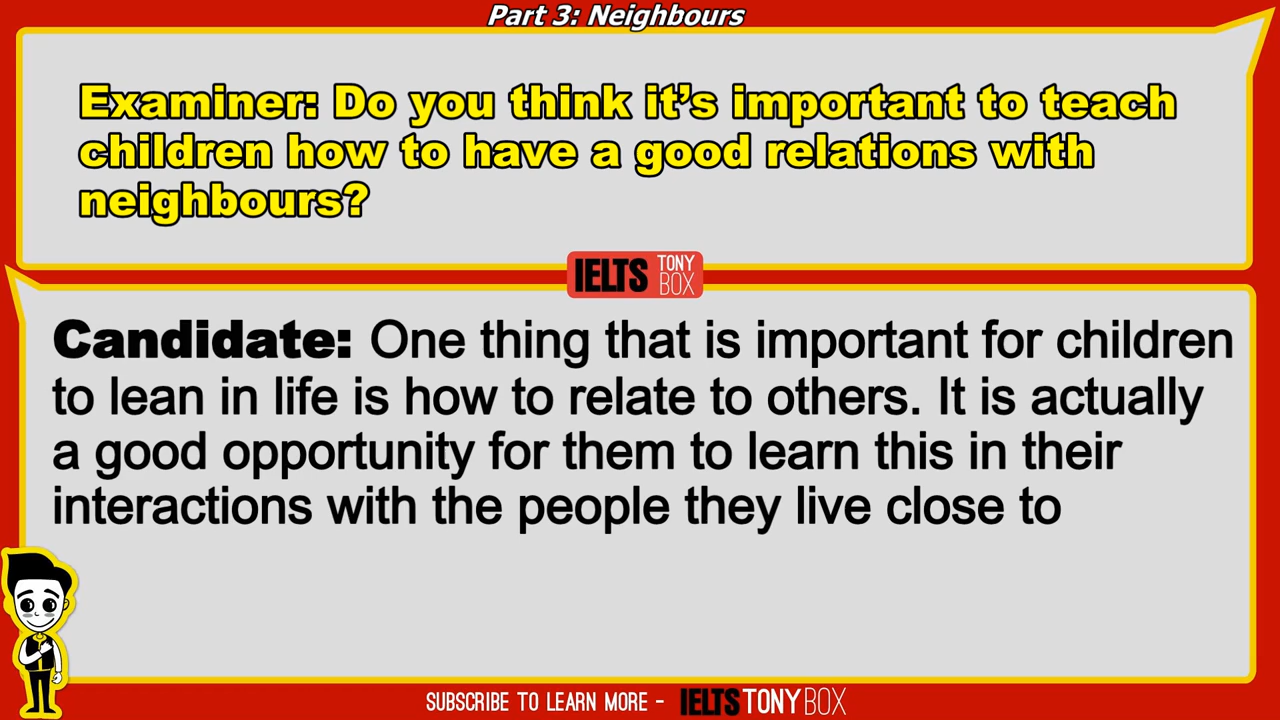 Part 3: Neighbours
Examiner: Do you think it’s important to teach
children how to have a good relations with
neighbours?
IELTS TONY
BOX
Candidate: One thing that is important for children
to lean in life is how to relate to others. It is actually
a good opportunity for them to learn this in their
interactions with the people they live close to
SUBSCRIBE TO LEARN MORE - IELTS TONY BOX